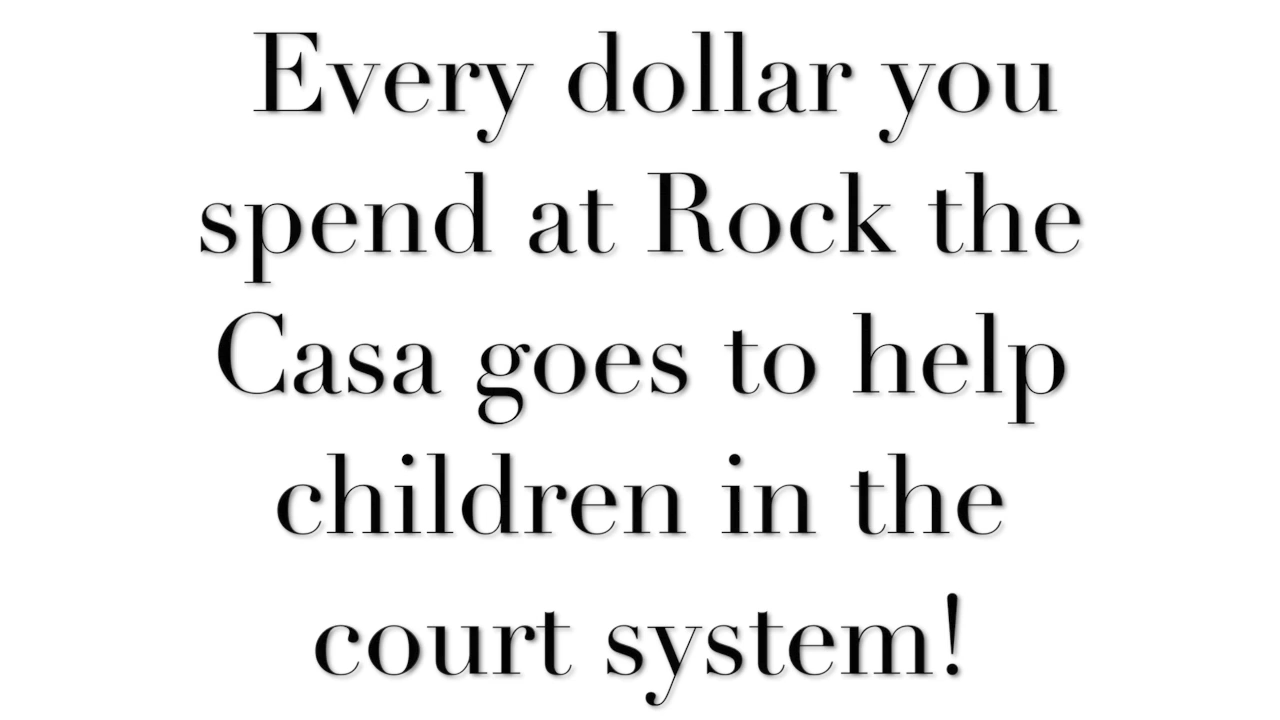 Every dollar you
spend at Rock the
Casa goes to help
children in the
court system!